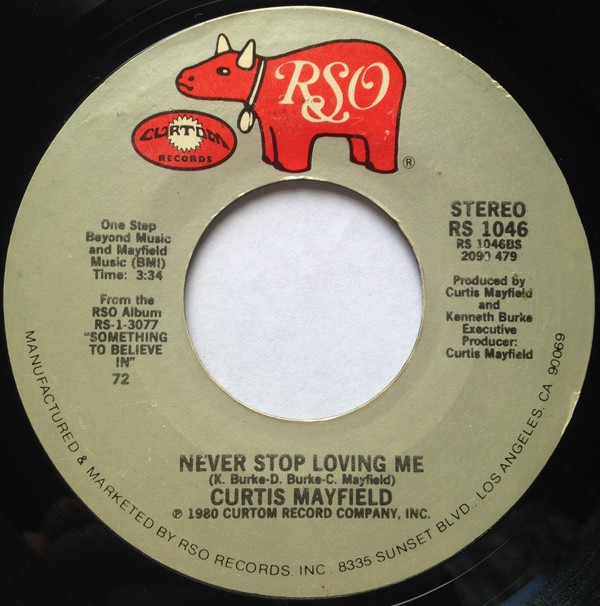 RSO
®
CURTOM
RECORDS
One Step
Beyond Music
and Mayfield
Music (BMI)
Time: 3:34
From the
RSO Album
RS-1-3077
"SOMETHING
TO BELIEVE
IN"
72
STEREO
RS 1046
RS 1046BS
2090 479
Produced by
Curtis Mayfield
and
Kenneth Burke
Executive
Producer:
Curtis Mayfield
NEVER STOP LOVING ME
(K. Burke-D. Burke-C. Mayfield)
CURTIS MAYFIELD
℗ 1980 CURTOM RECORD COMPANY, INC.
MANUFACTURED & MARKETED BY RSO RECORDS, INC. 8335 SUNSET BLVD., LOS ANGELES, CA 90069